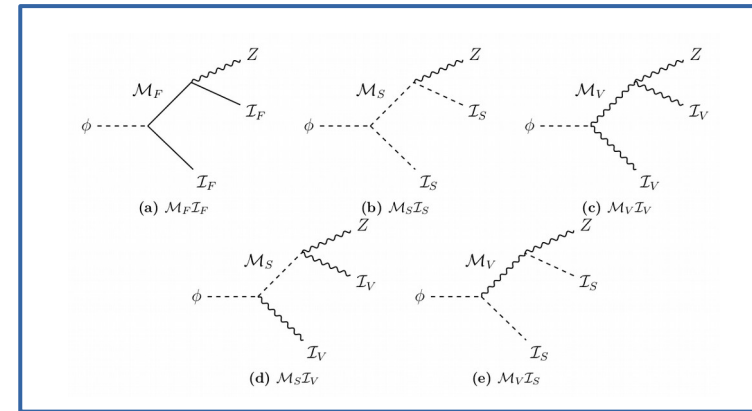 Z
M_F
I_F
ϕ
I_F
(a) M_F I_F
Z
M_S
I_S
ϕ
I_S
(b) M_S I_S
Z
M_V
I_V
ϕ
I_V
(c) M_V I_V
Z
M_S
I_V
ϕ
I_V
(d) M_S I_V
Z
M_V
I_S
ϕ
I_S
(e) M_V I_S